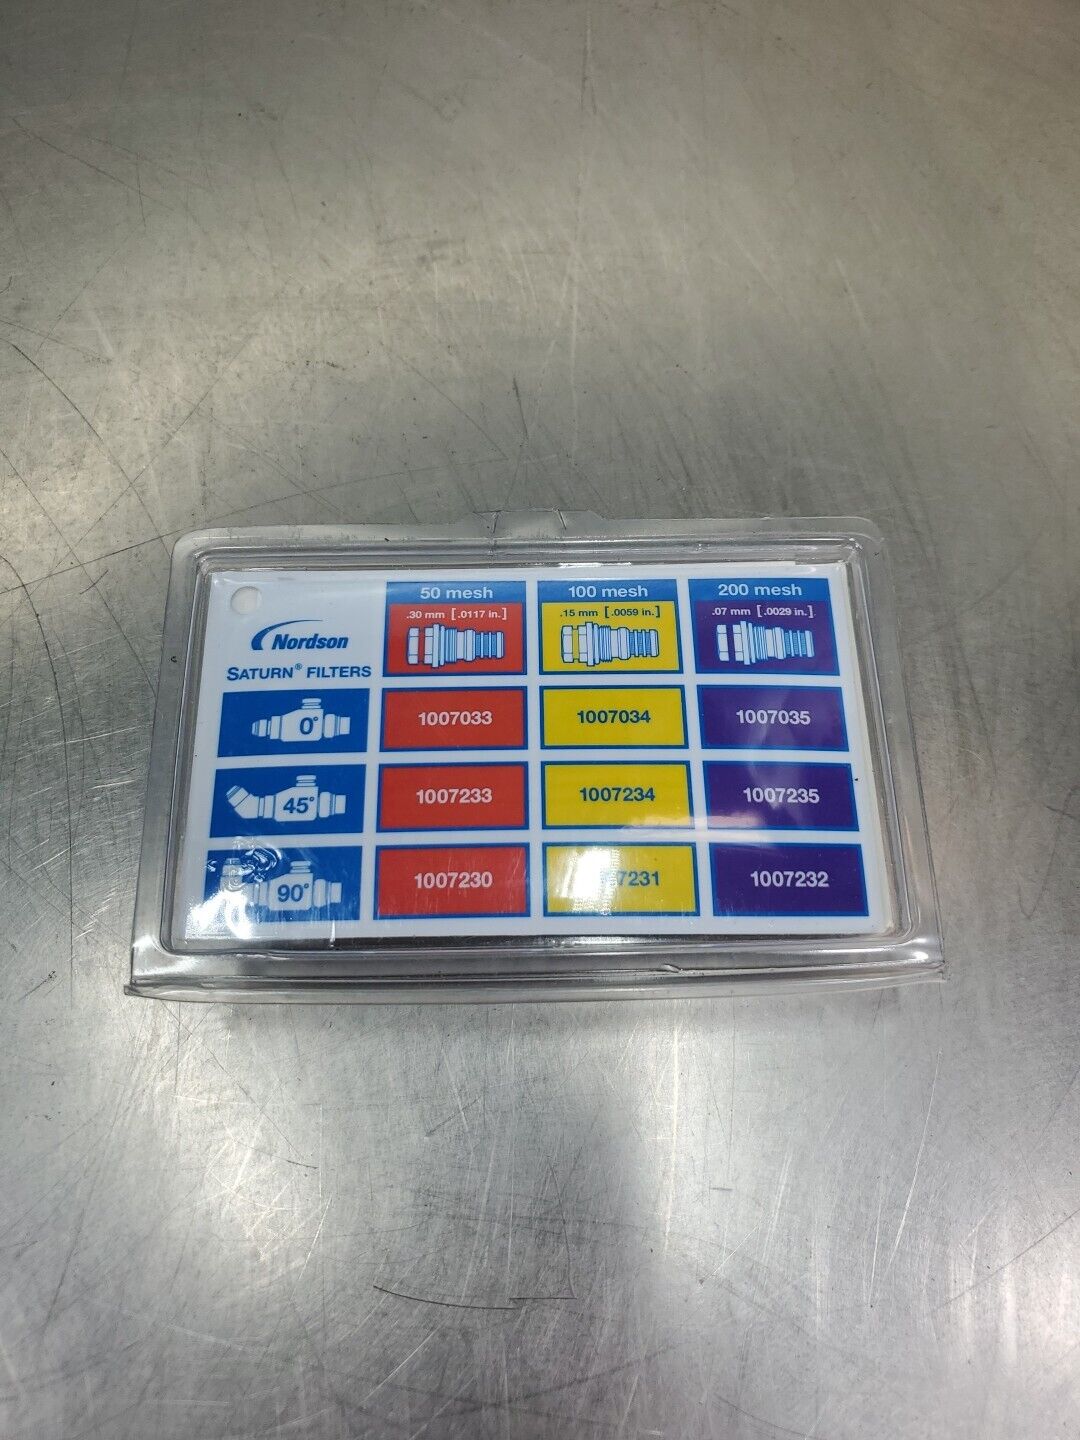 50 mesh 100 mesh 200 mesh
.30 mm [.0117 in.] .15 mm [.0059 in.] .07 mm [.0029 in.]
Nordson
SATURN® FILTERS
0° 1007033 1007034 1007035
45° 1007233 1007234 1007235
90° 1007230 7231 1007232